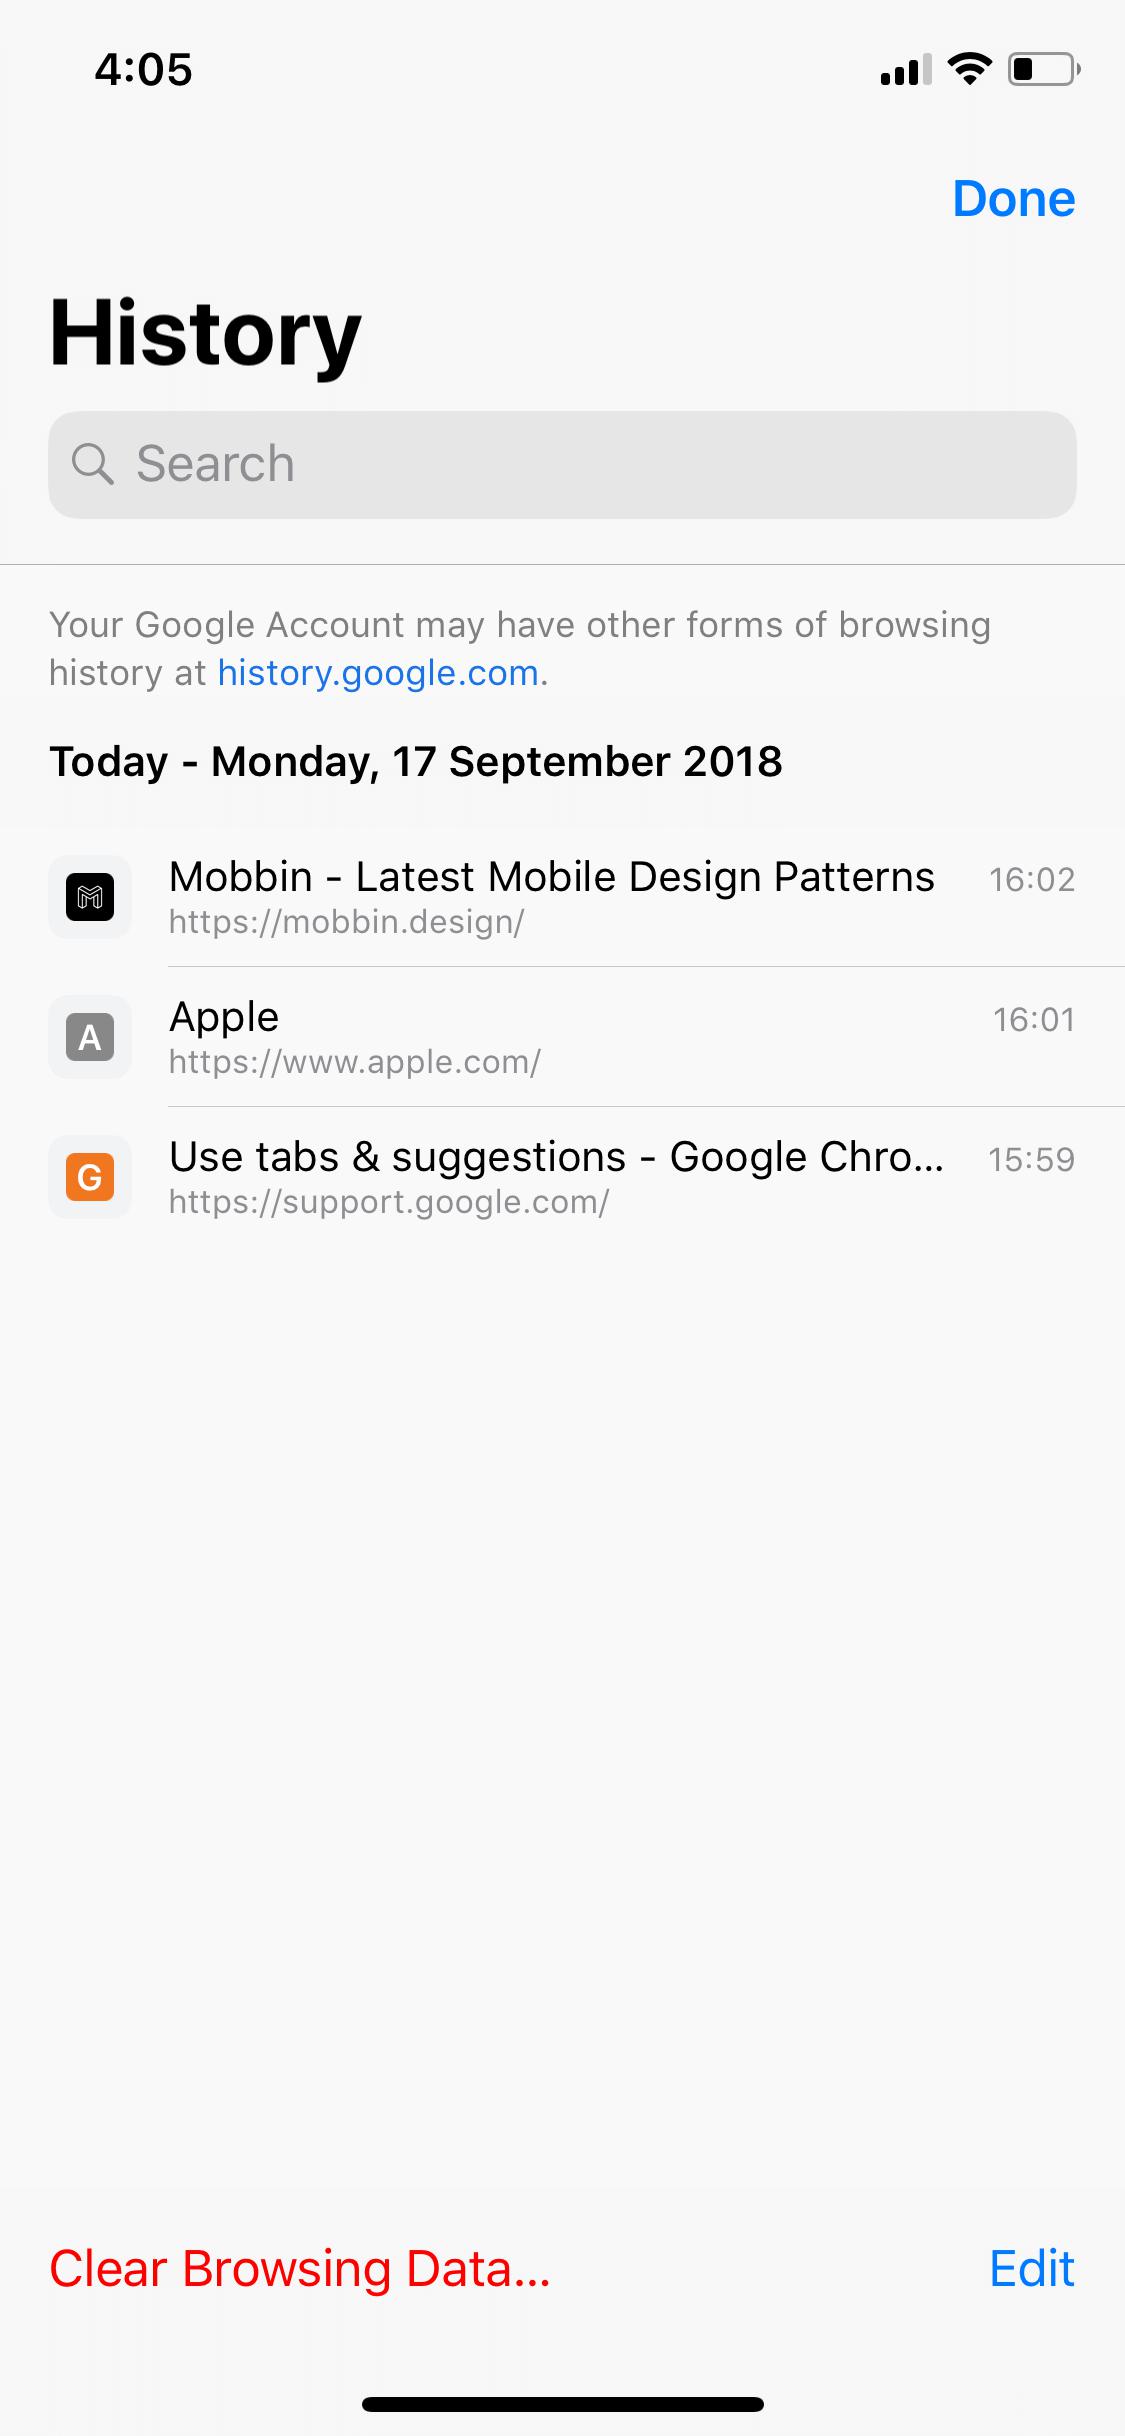 4:05
Done
History
Search
Your Google Account may have other forms of browsing
history at history.google.com.
Today - Monday, 17 September 2018
Mobbin - Latest Mobile Design Patterns 16:02
https://mobbin.design/
A Apple 16:01
https://www.apple.com/
G Use tabs & suggestions - Google Chro... 15:59
https://support.google.com/
Clear Browsing Data... Edit